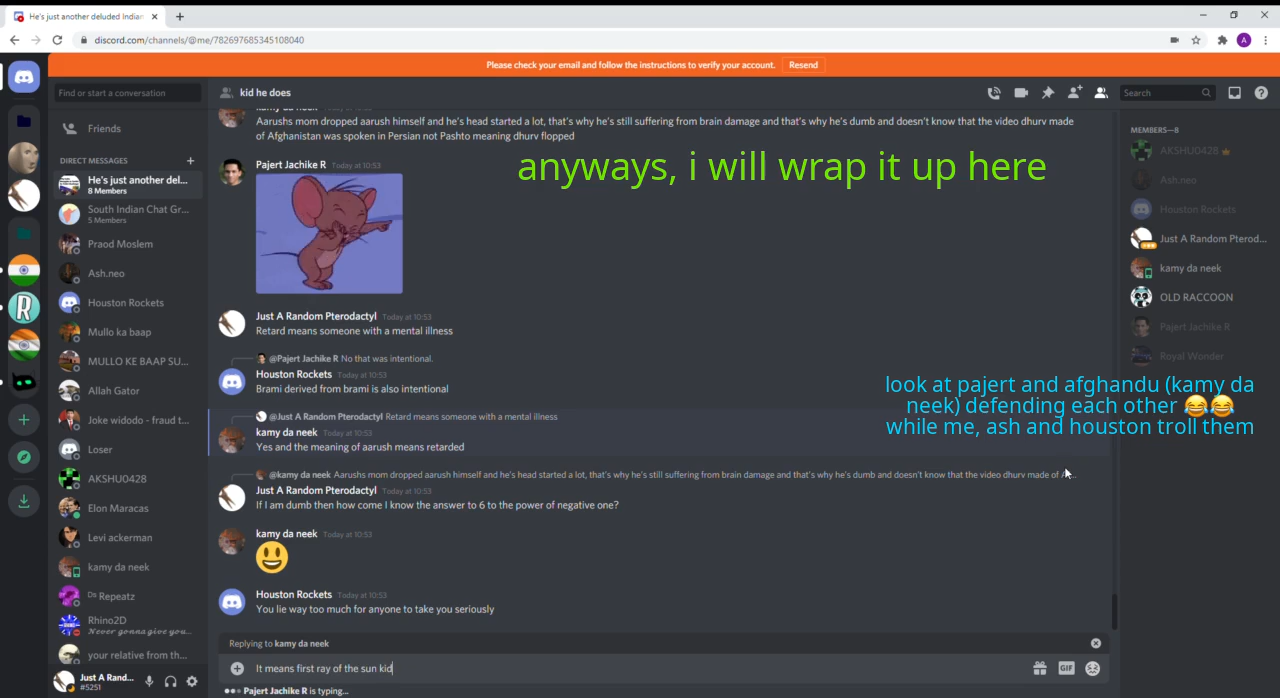 He's just another deluded Indian
discord.com/channels/@me/782697685345108040
A
Please check your email and follow the instructions to verify your account.
Resend
Find or start a conversation
kid he does
Search
Friends
DIRECT MESSAGES
He's just another del...
8 Members
South Indian Chat Gr...
5 Members
Praod Moslem
Ash.neo
Houston Rockets
Mullo ka baap
MULLO KE BAAP SU...
Allah Gator
Joke widodo - fraud t...
Loser
AKSHU0428
Elon Maracas
Levi ackerman
kamy da neek
Ds Repeatz
Rhino2D
Never gonna give you...
your relative from th...
Just A Rand...
#5251
kamy da neek Today at 10:53
Aarushs mom dropped aarush himself and he's head started a lot, that's why he's still suffering from brain damage and that's why he's dumb and doesn't know that the video dhurv made
of Afghanistan was spoken in Persian not Pashto meaning dhurv flopped
Pajert Jachike R Today at 10:53
anyways, i will wrap it up here
Just A Random Pterodactyl Today at 10:53
Retard means someone with a mental illness
@Pajert Jachike R No that was intentional.
Houston Rockets Today at 10:53
Brami derived from brami is also intentional
@Just A Random Pterodactyl Retard means someone with a mental illness
kamy da neek Today at 10:53
Yes and the meaning of aarush means retarded
@kamy da neek Aarushs mom dropped aarush himself and he's head started a lot, that's why he's still suffering from brain damage and that's why he's dumb and doesn't know that the video dhurv made of A...
Just A Random Pterodactyl Today at 10:53
If I am dumb then how come I know the answer to 6 to the power of negative one?
kamy da neek Today at 10:53
😃
Houston Rockets Today at 10:53
You lie way too much for anyone to take you seriously
Replying to kamy da neek
It means first ray of the sun kid
GIF
Pajert Jachike R is typing...
MEMBERS—8
AKSHU0428
Ash.neo
Houston Rockets
Just A Random Pterod...
kamy da neek
OLD RACCOON
Pajert Jachike R
Royal Wonder
look at pajert and afghandu (kamy da
neek) defending each other 😂😂
while me, ash and houston troll them